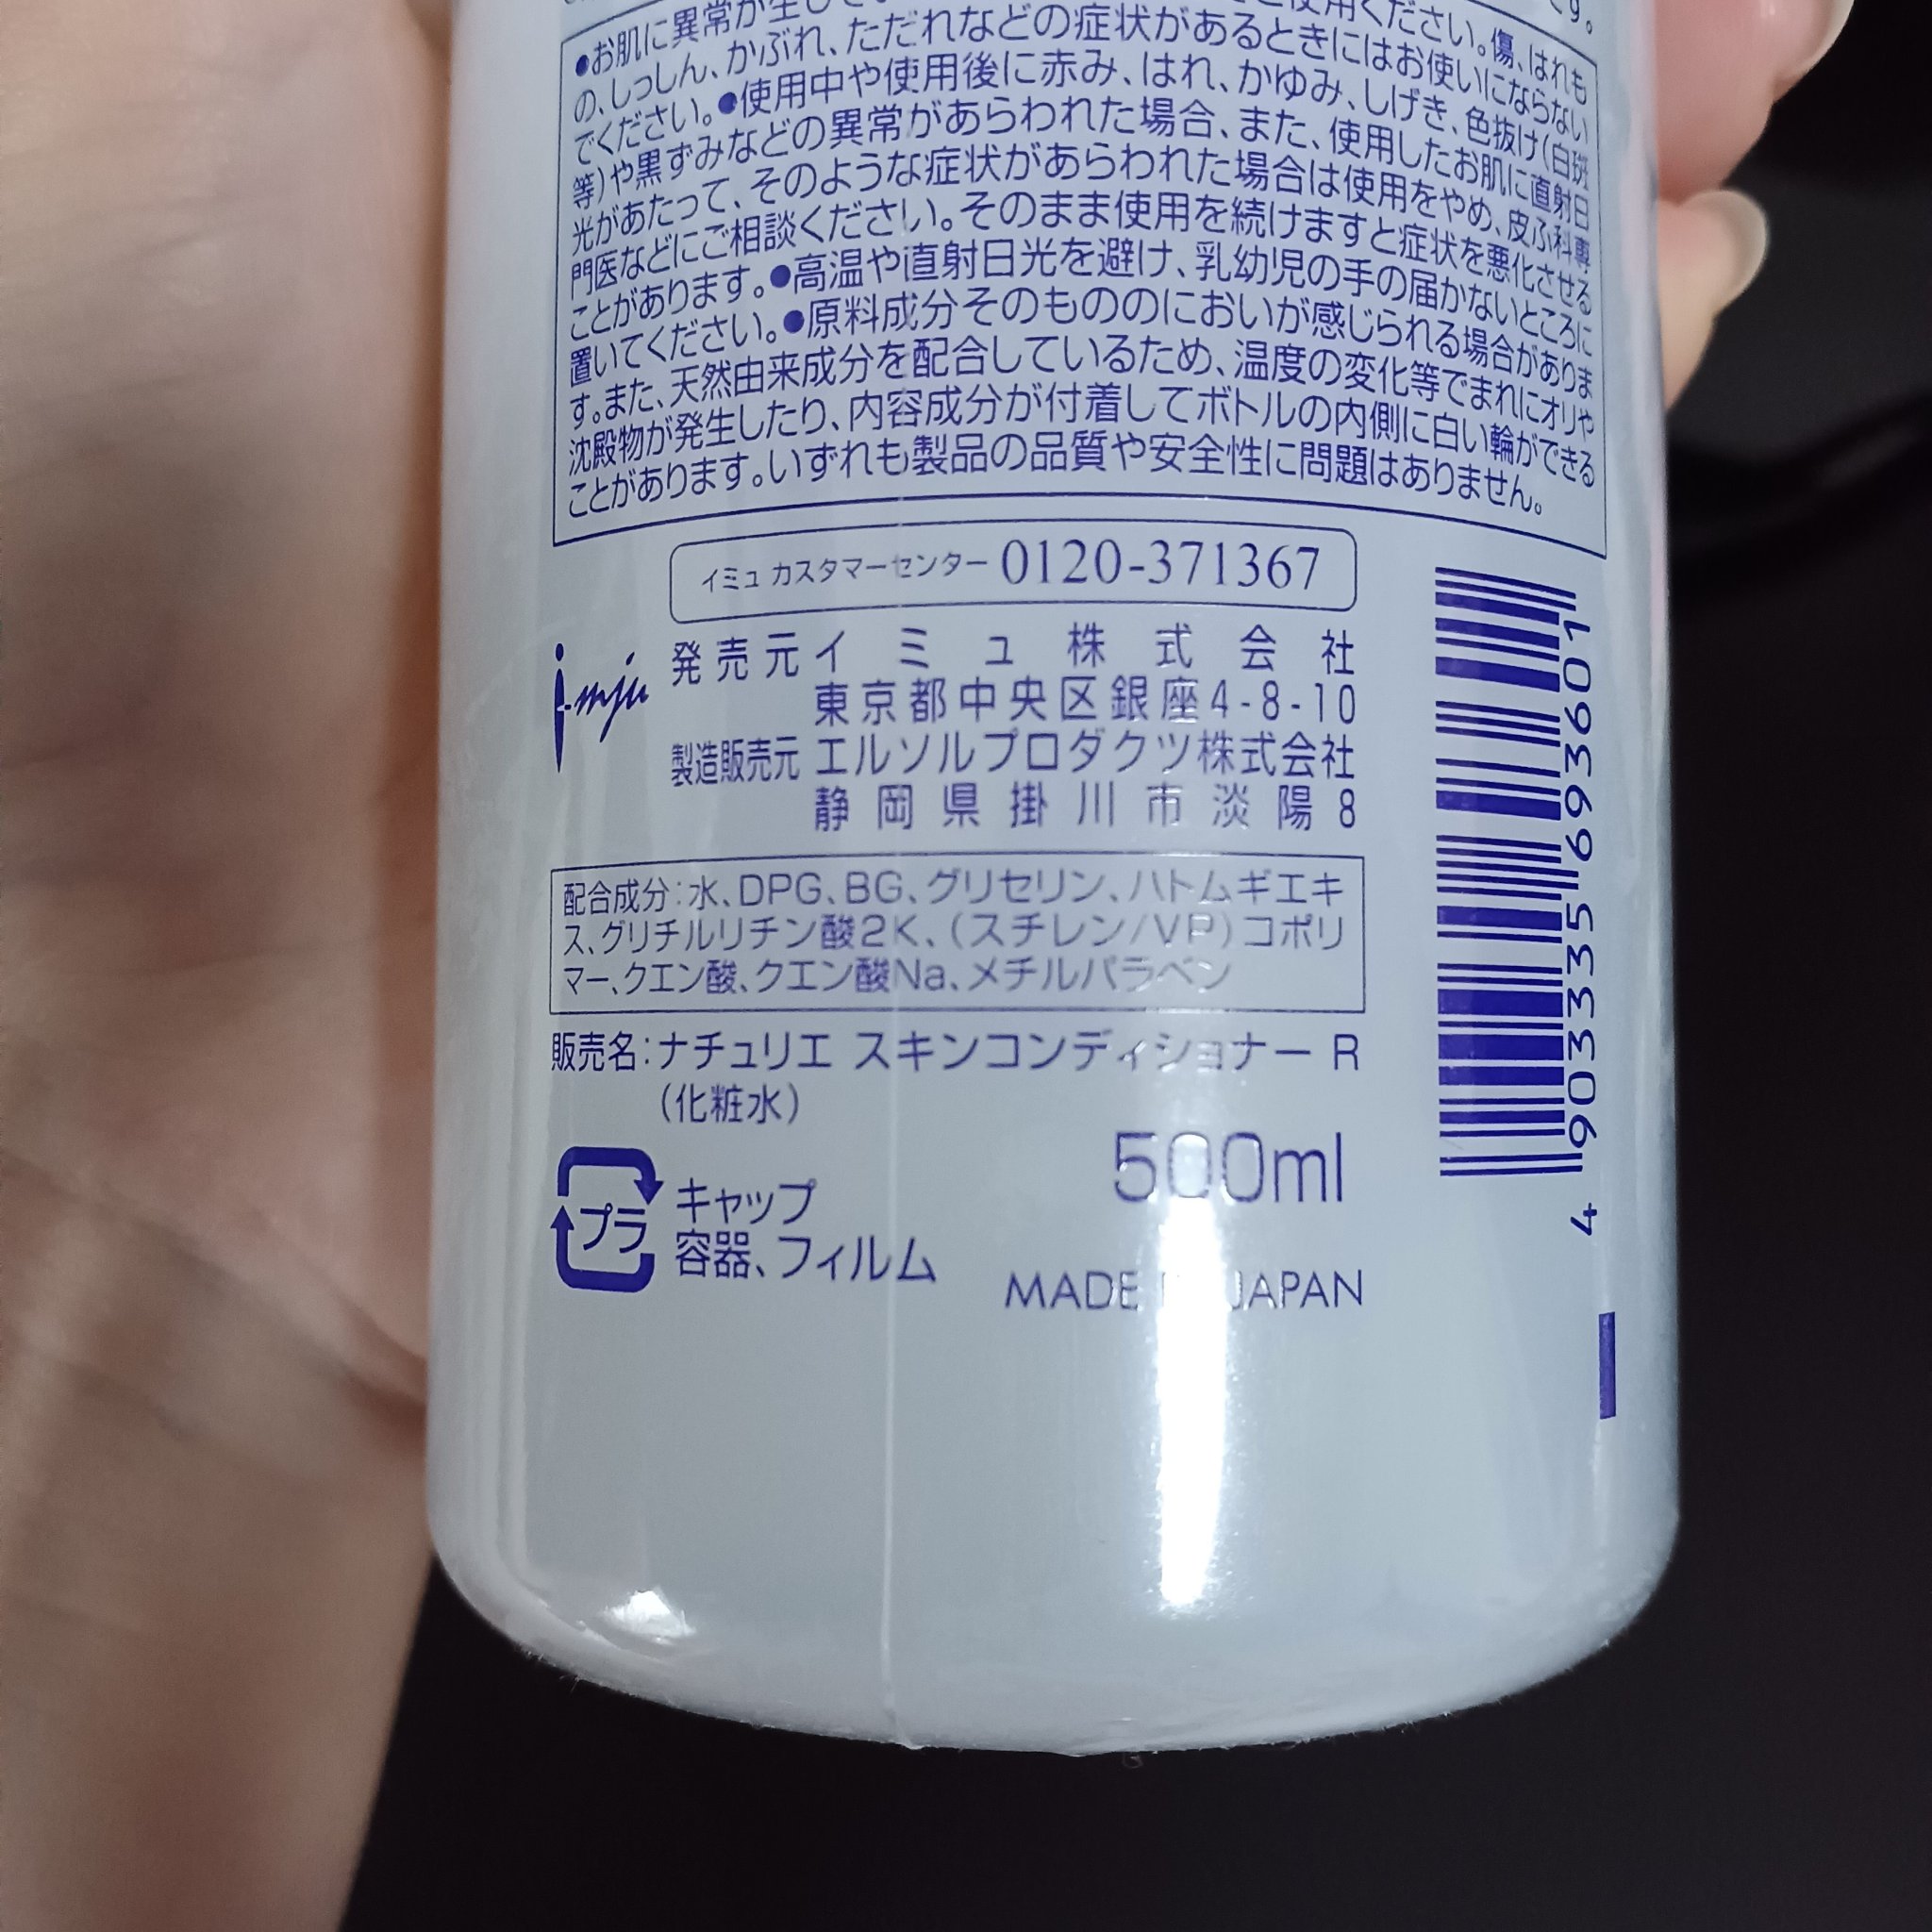 ●お肌に異常が生じて
ご使用ください。傷、はれも
の、しっしん、かぶれ、ただれなどの症状があるときにはお使いにならない
でください。●使用中や使用後に赤み、はれ、かゆみ、しげき、色抜け(白斑
等)や黒ずみなどの異常があらわれた場合、また、使用したお肌に直射日
光があたって、そのような症状があらわれた場合は使用をやめ、皮ふ科専
門医などにご相談ください。そのまま使用を続けますと症状を悪化させる
ことがあります。●高温や直射日光を避け、乳幼児の手の届かないところに
置いてください。●原料成分そのもののにおいが感じられる場合がありま
す。また、天然由来成分を配合しているため、温度の変化等でまれにオリや
沈殿物が発生したり、内容成分が付着してボトルの内側に白い輪ができる
ことがあります。いずれも製品の品質や安全性に問題はありません。
イミュ カスタマーセンター 0120-371367
i-mju
発売元 イミュ株式会社
東京都中央区銀座4-8-10
製造販売元 エルソルプロダクツ株式会社
静岡県掛川市淡陽8
配合成分:水、DPG、BG、グリセリン、ハトムギエキ
ス、グリチルリチン酸2K、(スチレン/VP)コポリ
マー、クエン酸、クエン酸Na、メチルパラベン
販売名:ナチュリエ スキンコンディショナー R
(化粧水)
500ml
プラ
キャップ
容器、フィルム
MADE IN JAPAN
4 903335 693601